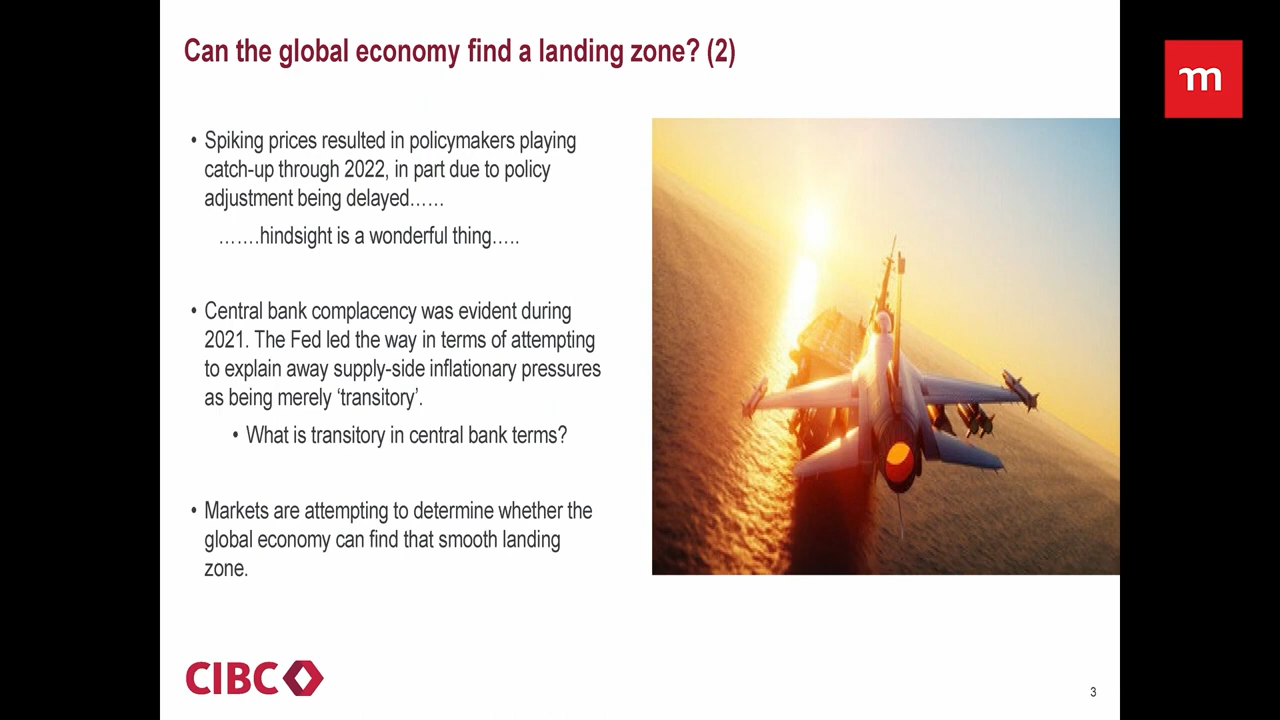 Can the global economy find a landing zone? (2)
• Spiking prices resulted in policymakers playing
catch-up through 2022, in part due to policy
adjustment being delayed……
…….hindsight is a wonderful thing…..
• Central bank complacency was evident during
2021. The Fed led the way in terms of attempting
to explain away supply-side inflationary pressures
as being merely ‘transitory’.
• What is transitory in central bank terms?
• Markets are attempting to determine whether the
global economy can find that smooth landing
zone.
CIBC
3
m